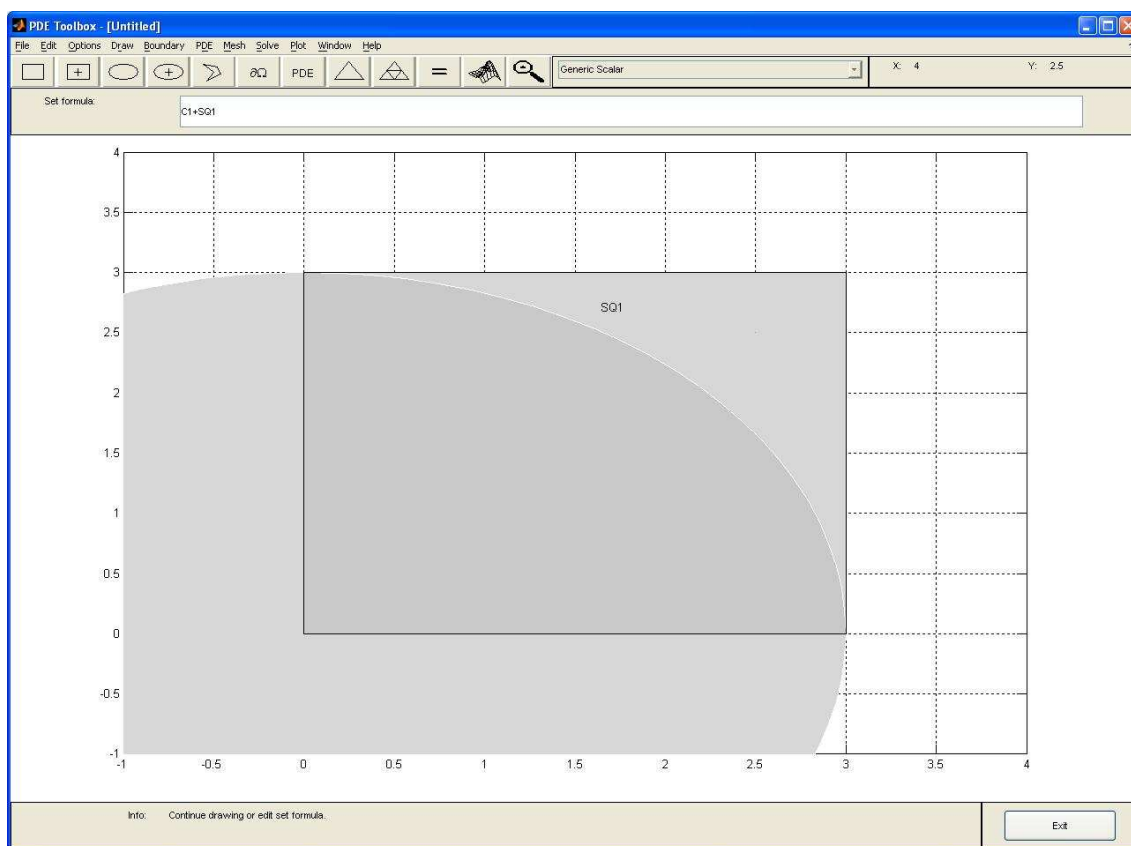 PDE Toolbox - [Untitled]
File Edit Options Draw Boundary PDE Mesh Solve Plot Window Help
∂Ω PDE = Generic Scalar X: 4 Y: 2.5
Set formula: C1+SQ1
4
3.5
3
SQ1
2.5
2
1.5
1
0.5
0
-0.5
-1
-1 -0.5 0 0.5 1 1.5 2 2.5 3 3.5 4
Info: Continue drawing or edit set formula. Exit